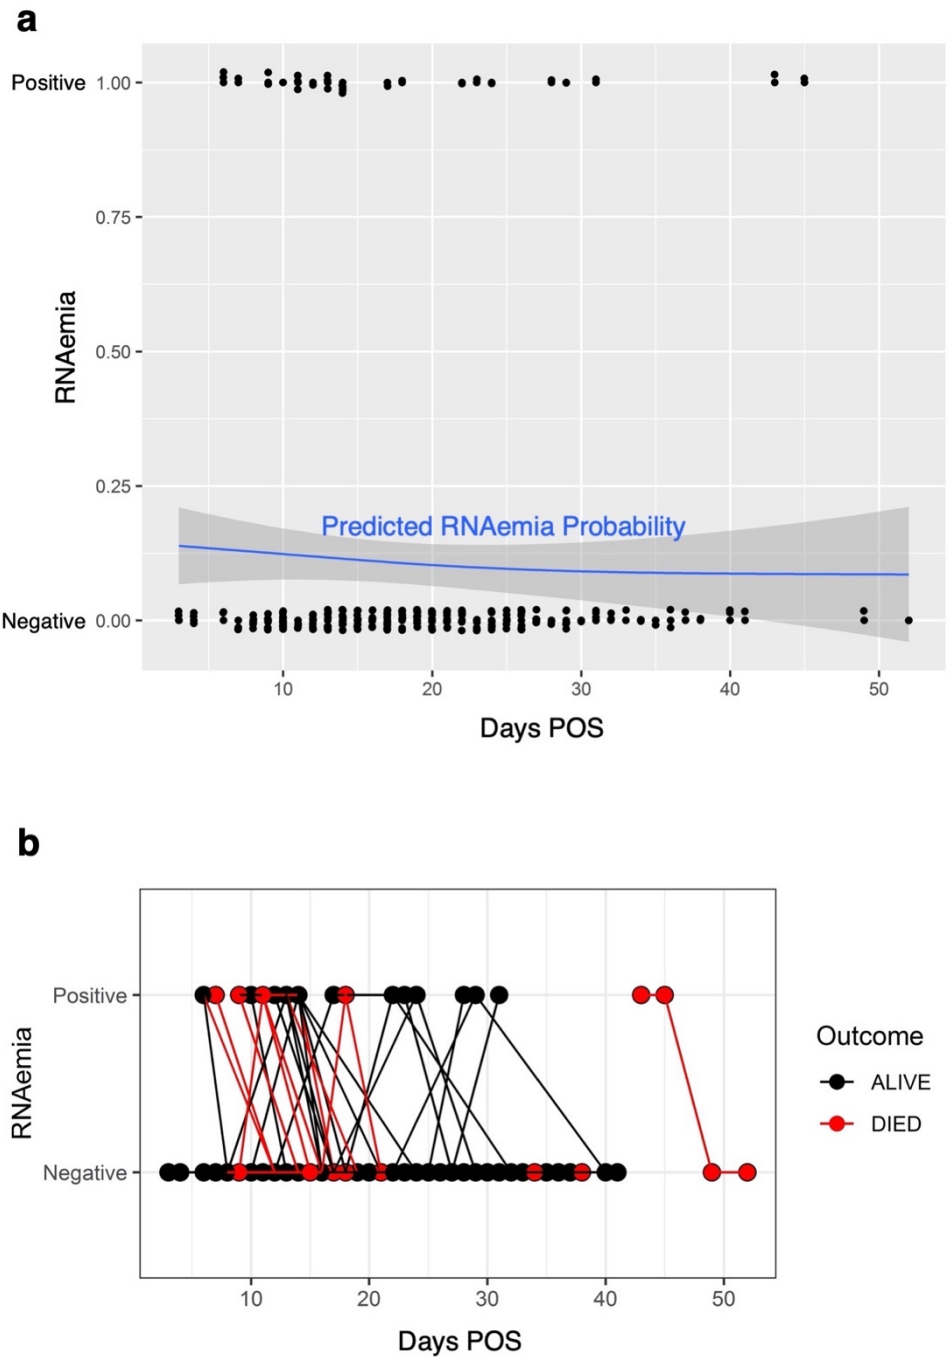 a
Positive 1.00
0.75
RNAemia
0.50
0.25
Predicted RNAemia Probability
Negative 0.00
10 20 30 40 50
Days POS
b
Positive
RNAemia
Negative
10 20 30 40 50
Days POS
Outcome
ALIVE
DIED